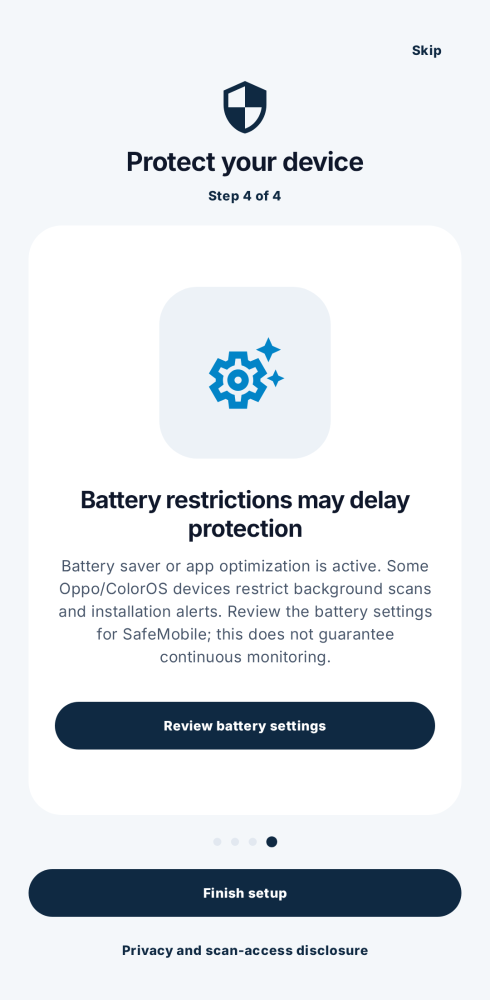 Skip
Protect your device
Step 4 of 4
Battery restrictions may delay
protection
Battery saver or app optimization is active. Some
Oppo/ColorOS devices restrict background scans
and installation alerts. Review the battery settings
for SafeMobile; this does not guarantee
continuous monitoring.
Review battery settings
Finish setup
Privacy and scan-access disclosure